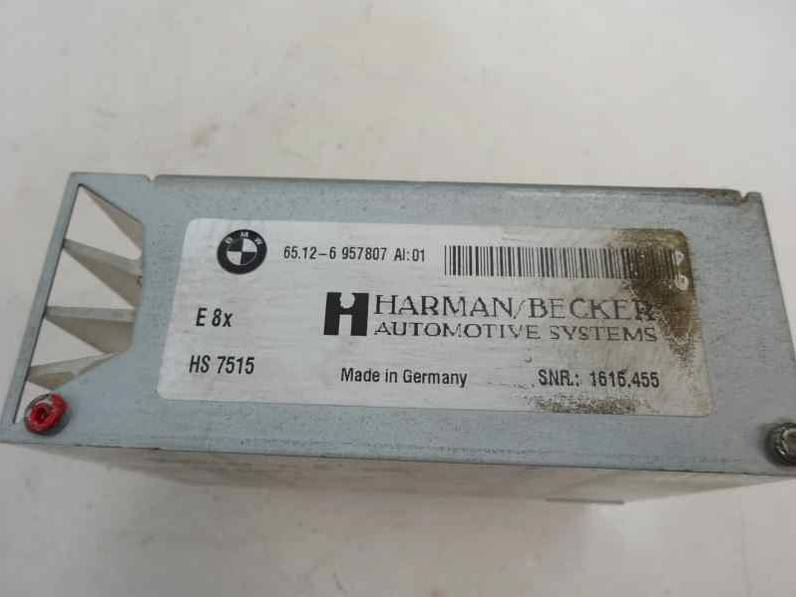 BMW
65.12-6 957807 AI:01
E 8x
HARMAN/BECKER
AUTOMOTIVE SYSTEMS
HS 7515
Made in Germany
SNR.: 1615.455